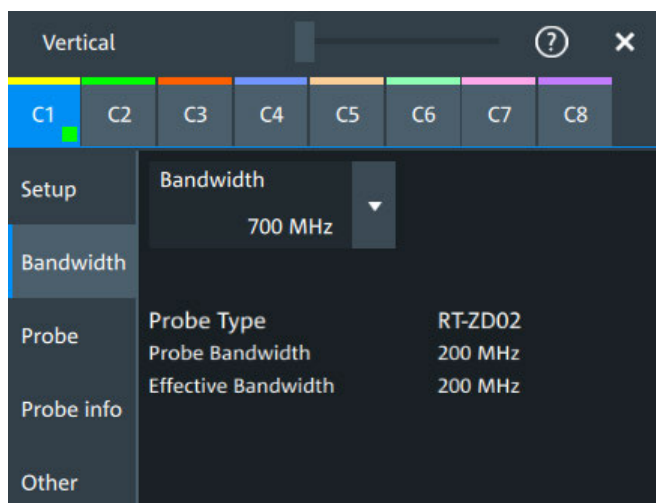 Vertical
?
C1 C2 C3 C4 C5 C6 C7 C8
Setup
Bandwidth
Probe
Probe info
Other
Bandwidth
700 MHz
Probe Type RT-ZD02
Probe Bandwidth 200 MHz
Effective Bandwidth 200 MHz